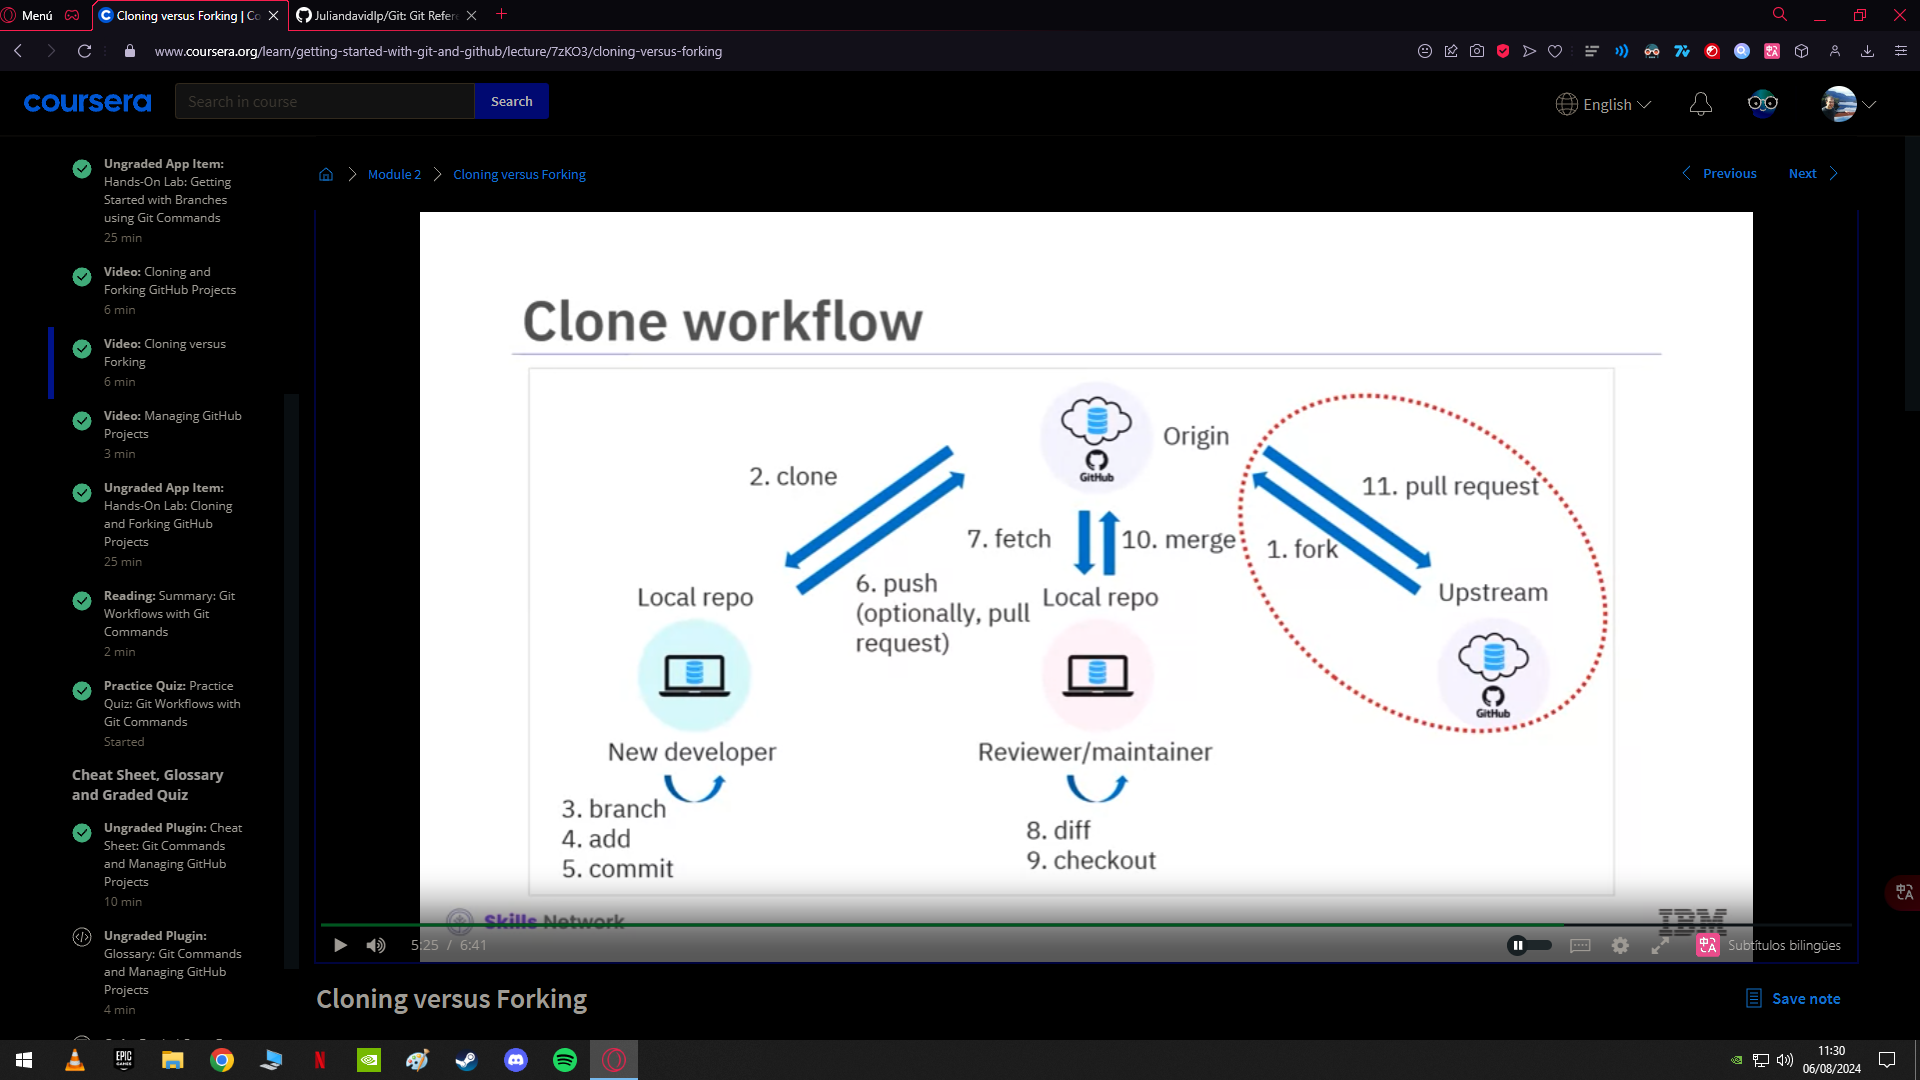 Menú
Cloning versus Forking | Co
Juliandavidlp/Git: Git Refere
www.coursera.org/learn/getting-started-with-git-and-github/lecture/7zKO3/cloning-versus-forking
coursera
Search in course
Search
English
Ungraded App Item:
Hands-On Lab: Getting
Started with Branches
using Git Commands
25 min
Video: Cloning and
Forking GitHub Projects
6 min
Video: Cloning versus
Forking
6 min
Video: Managing GitHub
Projects
3 min
Ungraded App Item:
Hands-On Lab: Cloning
and Forking GitHub
Projects
25 min
Reading: Summary: Git
Workflows with Git
Commands
2 min
Practice Quiz: Practice
Quiz: Git Workflows with
Git Commands
Started
Cheat Sheet, Glossary
and Graded Quiz
Ungraded Plugin: Cheat
Sheet: Git Commands
and Managing GitHub
Projects
10 min
Ungraded Plugin:
Glossary: Git Commands
and Managing GitHub
Projects
4 min
Module 2
Cloning versus Forking
Previous
Next
Clone workflow
Origin
GitHub
2. clone
11. pull request
7. fetch
10. merge
1. fork
6. push
(optionally, pull
request)
Local repo
Local repo
Upstream
GitHub
New developer
Reviewer/maintainer
3. branch
4. add
5. commit
8. diff
9. checkout
Skills Network
IBM
5:25 / 6:41
Subtítulos bilingües
Cloning versus Forking
Save note
EPIC
GAMES
11:30
06/08/2024